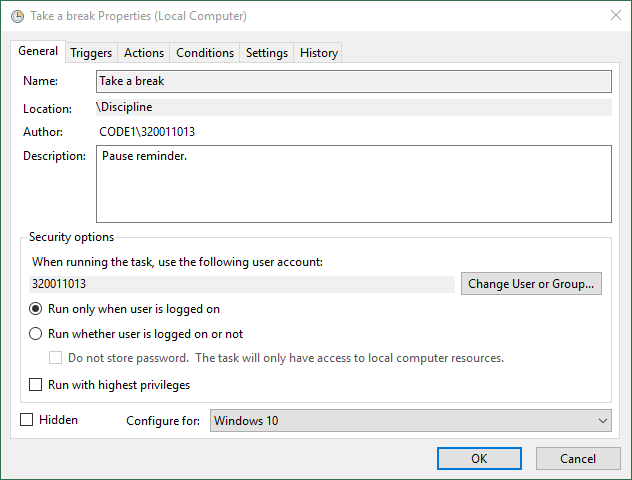 Take a break Properties (Local Computer)
General Triggers Actions Conditions Settings History
Name: Take a break
Location: \Discipline
Author: CODE1\320011013
Description: Pause reminder.
Security options
When running the task, use the following user account:
320011013 Change User or Group...
Run only when user is logged on
Run whether user is logged on or not
Do not store password. The task will only have access to local computer resources.
Run with highest privileges
Hidden Configure for: Windows 10
OK Cancel